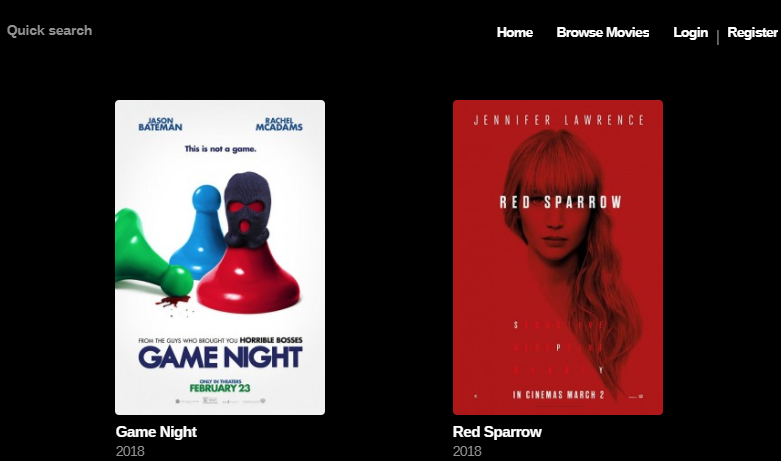 Quick search
Home Browse Movies Login | Register
JASON BATEMAN
RACHEL McADAMS
This is not a game.
FROM THE GUYS WHO BROUGHT YOU HORRIBLE BOSSES
GAME NIGHT
ONLY IN THEATERS
FEBRUARY 23
JENNIFER LAWRENCE
RED SPARROW
S
P
Y
IN CINEMAS MARCH 2
Game Night
2018
Red Sparrow
2018